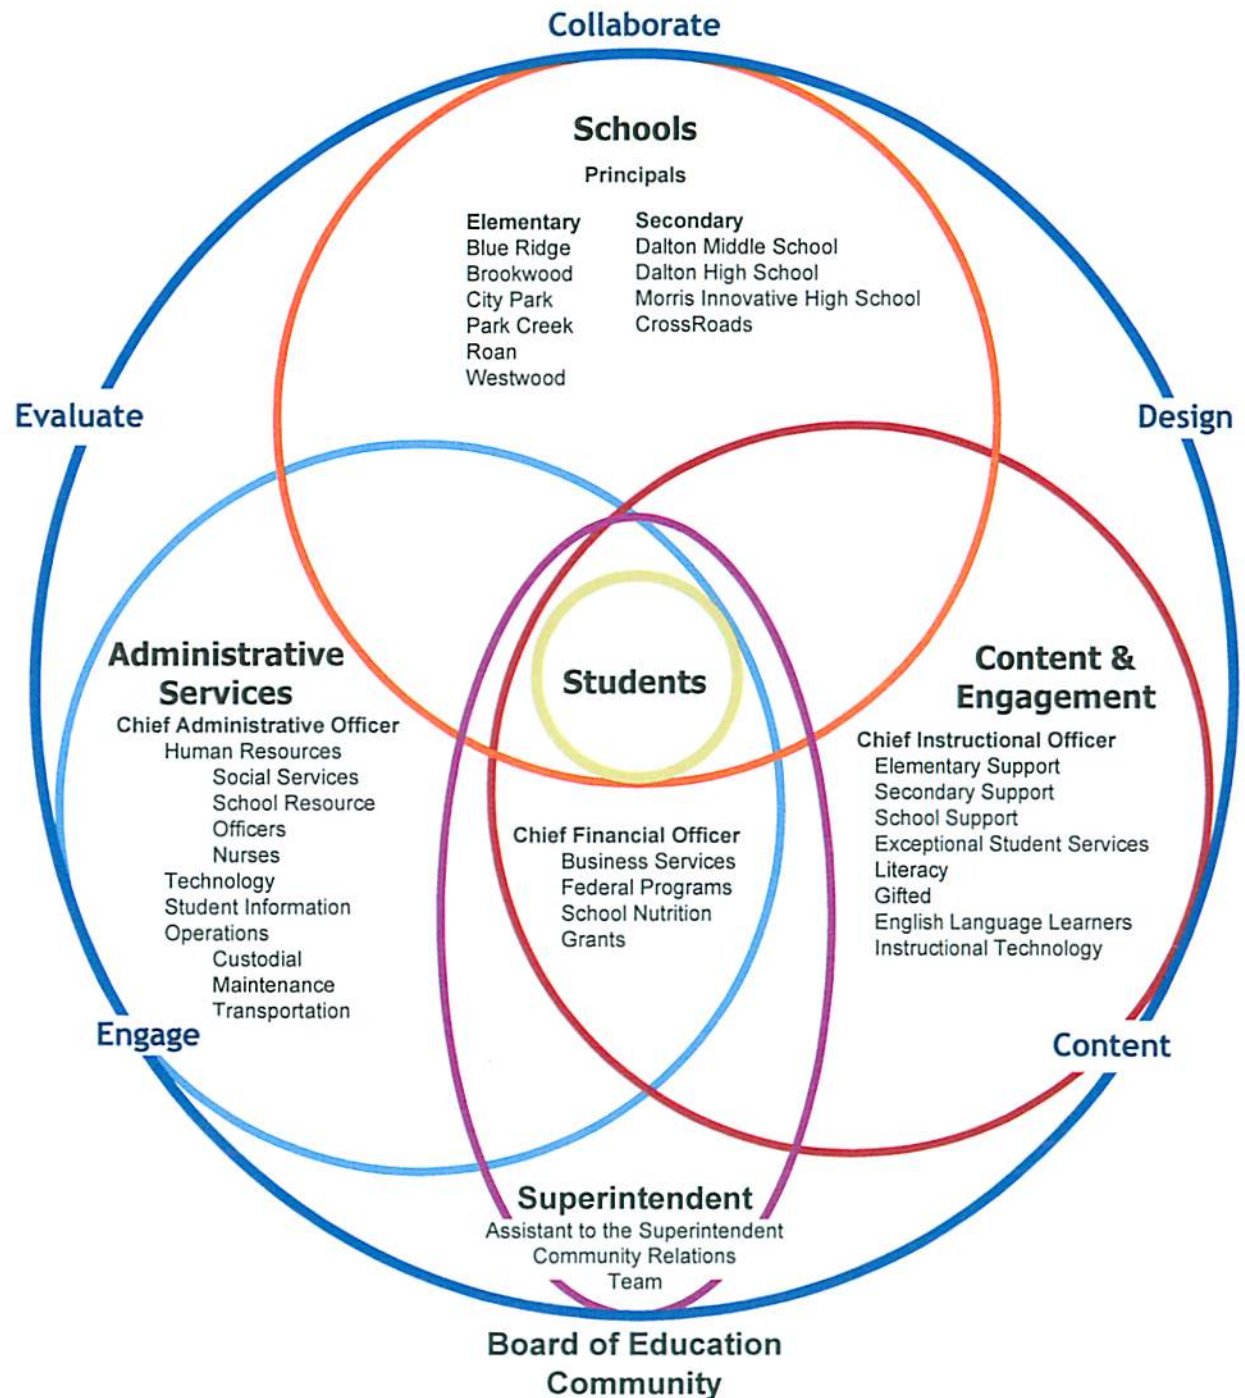 Collaborate
Schools
Principals
Elementary
Blue Ridge
Brookwood
City Park
Park Creek
Roan
Westwood
Secondary
Dalton Middle School
Dalton High School
Morris Innovative High School
CrossRoads
Evaluate
Design
Administrative
Services
Chief Administrative Officer
Human Resources
Social Services
School Resource
Officers
Nurses
Technology
Student Information
Operations
Custodial
Maintenance
Transportation
Students
Chief Financial Officer
Business Services
Federal Programs
School Nutrition
Grants
Content &
Engagement
Chief Instructional Officer
Elementary Support
Secondary Support
School Support
Exceptional Student Services
Literacy
Gifted
English Language Learners
Instructional Technology
Engage
Content
Superintendent
Assistant to the Superintendent
Community Relations
Team
Board of Education
Community